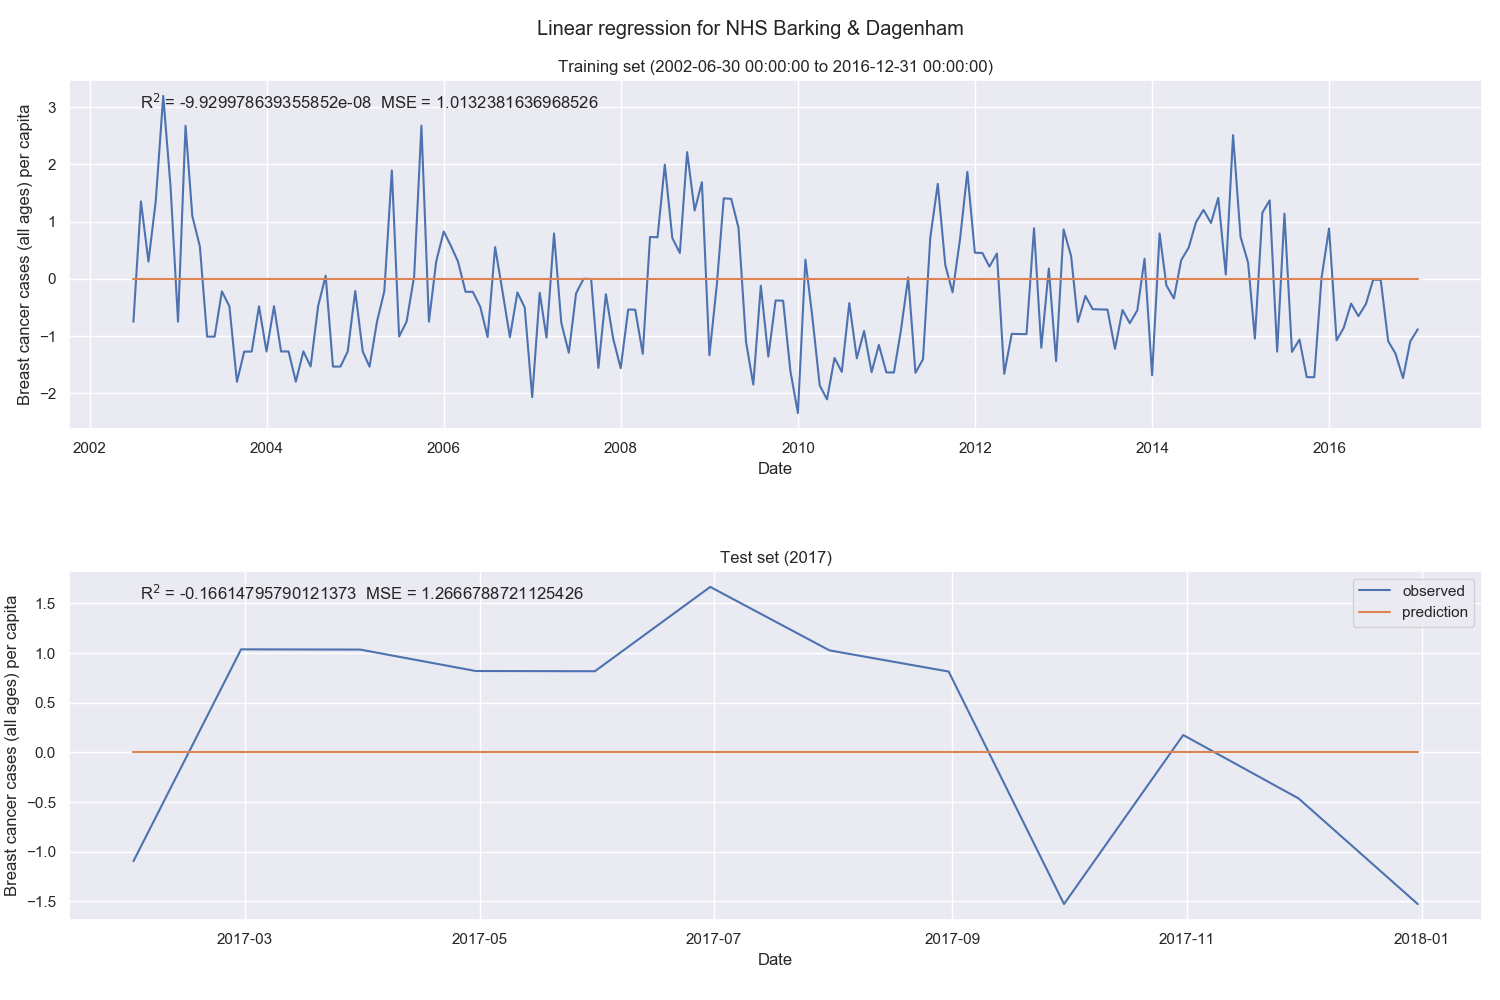 Linear regression for NHS Barking & Dagenham
Training set (2002-06-30 00:00:00 to 2016-12-31 00:00:00)
R² = -9.929978639355852e-08  MSE = 1.0132381636968526
Breast cancer cases (all ages) per capita
3
2
1
0
−1
−2
2002 2004 2006 2008 2010 2012 2014 2016
Date
Test set (2017)
R² = -0.16614795790121373  MSE = 1.2666788721125426
observed
prediction
Breast cancer cases (all ages) per capita
1.5
1.0
0.5
0.0
−0.5
−1.0
−1.5
2017-03 2017-05 2017-07 2017-09 2017-11 2018-01
Date